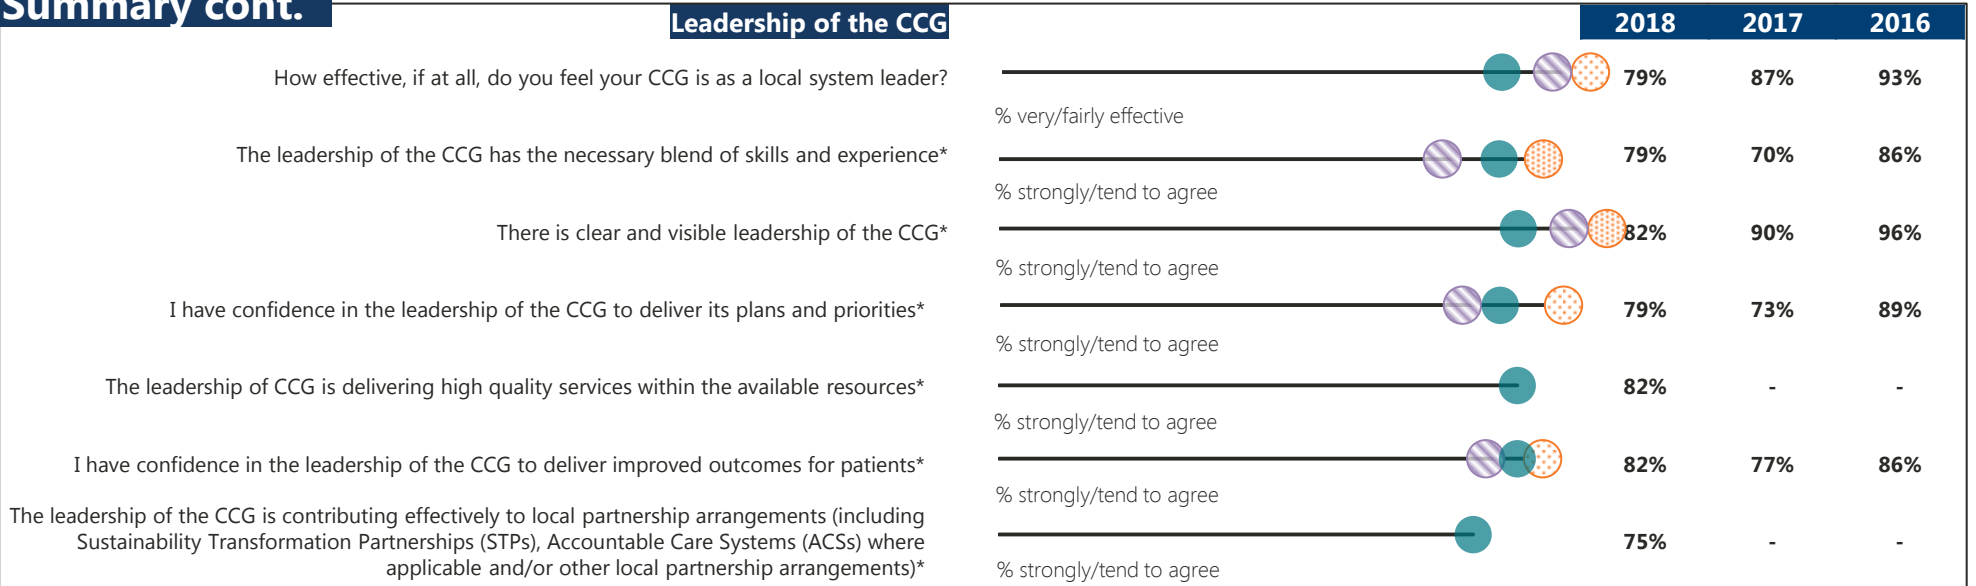 Summary cont.
Leadership of the CCG 2018 2017 2016
How effective, if at all, do you feel your CCG is as a local system leader? 79% 87% 93%
% very/fairly effective
The leadership of the CCG has the necessary blend of skills and experience* 79% 70% 86%
% strongly/tend to agree
There is clear and visible leadership of the CCG* 82% 90% 96%
% strongly/tend to agree
I have confidence in the leadership of the CCG to deliver its plans and priorities* 79% 73% 89%
% strongly/tend to agree
The leadership of CCG is delivering high quality services within the available resources* 82% - -
% strongly/tend to agree
I have confidence in the leadership of the CCG to deliver improved outcomes for patients* 82% 77% 86%
% strongly/tend to agree
The leadership of the CCG is contributing effectively to local partnership arrangements (including
Sustainability Transformation Partnerships (STPs), Accountable Care Systems (ACSs) where 75% - -
applicable and/or other local partnership arrangements)*
% strongly/tend to agree